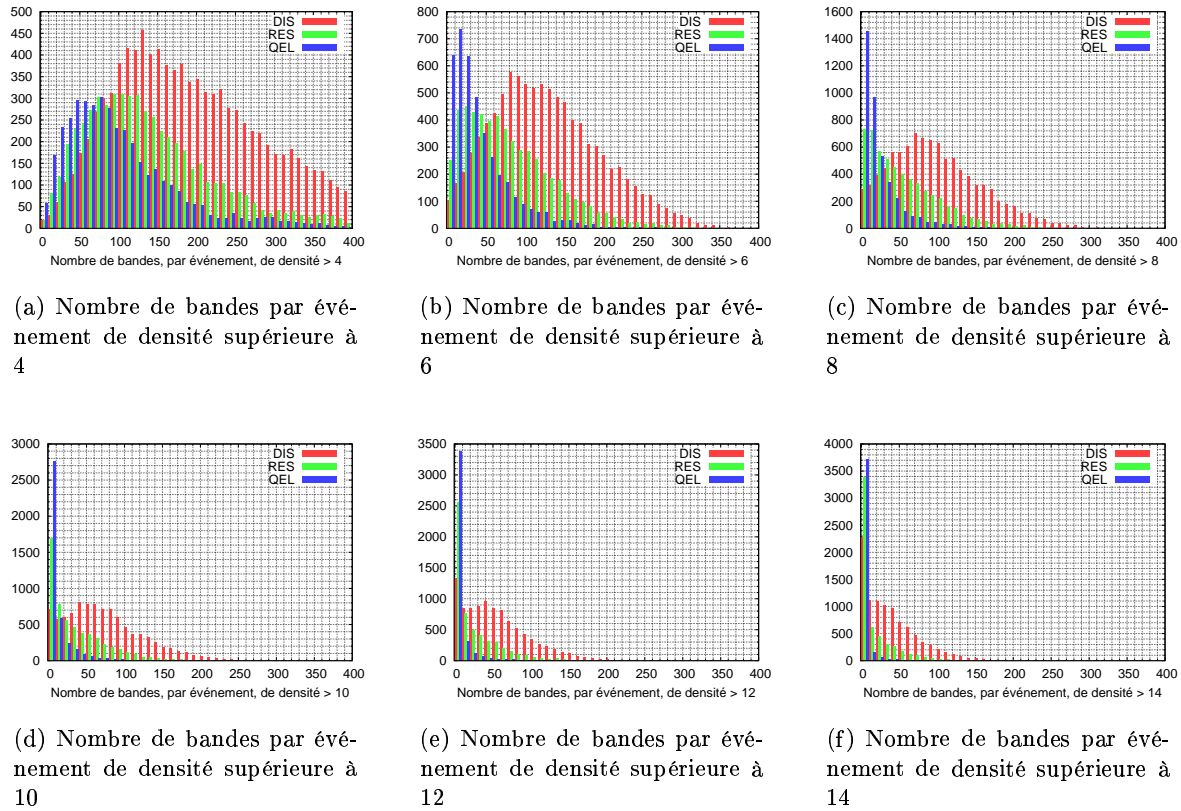 500
450
400
350
300
250
200
150
100
50
0
DIS
RES
QEL
0 50 100 150 200 250 300 350 400
Nombre de bandes, par événement, de densité > 4
(a) Nombre de bandes par évé-
nement de densité supérieure à
4
800
700
600
500
400
300
200
100
0
DIS
RES
QEL
0 50 100 150 200 250 300 350 400
Nombre de bandes, par événement, de densité > 6
(b) Nombre de bandes par évé-
nement de densité supérieure à
6
1600
1400
1200
1000
800
600
400
200
0
DIS
RES
QEL
0 50 100 150 200 250 300 350 400
Nombre de bandes, par événement, de densité > 8
(c) Nombre de bandes par évé-
nement de densité supérieure à
8
3000
2500
2000
1500
1000
500
0
DIS
RES
QEL
0 50 100 150 200 250 300 350 400
Nombre de bandes, par événement, de densité > 10
(d) Nombre de bandes par évé-
nement de densité supérieure à
10
3500
3000
2500
2000
1500
1000
500
0
DIS
RES
QEL
0 50 100 150 200 250 300 350 400
Nombre de bandes, par événement, de densité > 12
(e) Nombre de bandes par évé-
nement de densité supérieure à
12
4000
3500
3000
2500
2000
1500
1000
500
0
DIS
RES
QEL
0 50 100 150 200 250 300 350 400
Nombre de bandes, par événement, de densité > 14
(f) Nombre de bandes par évé-
nement de densité supérieure à
14